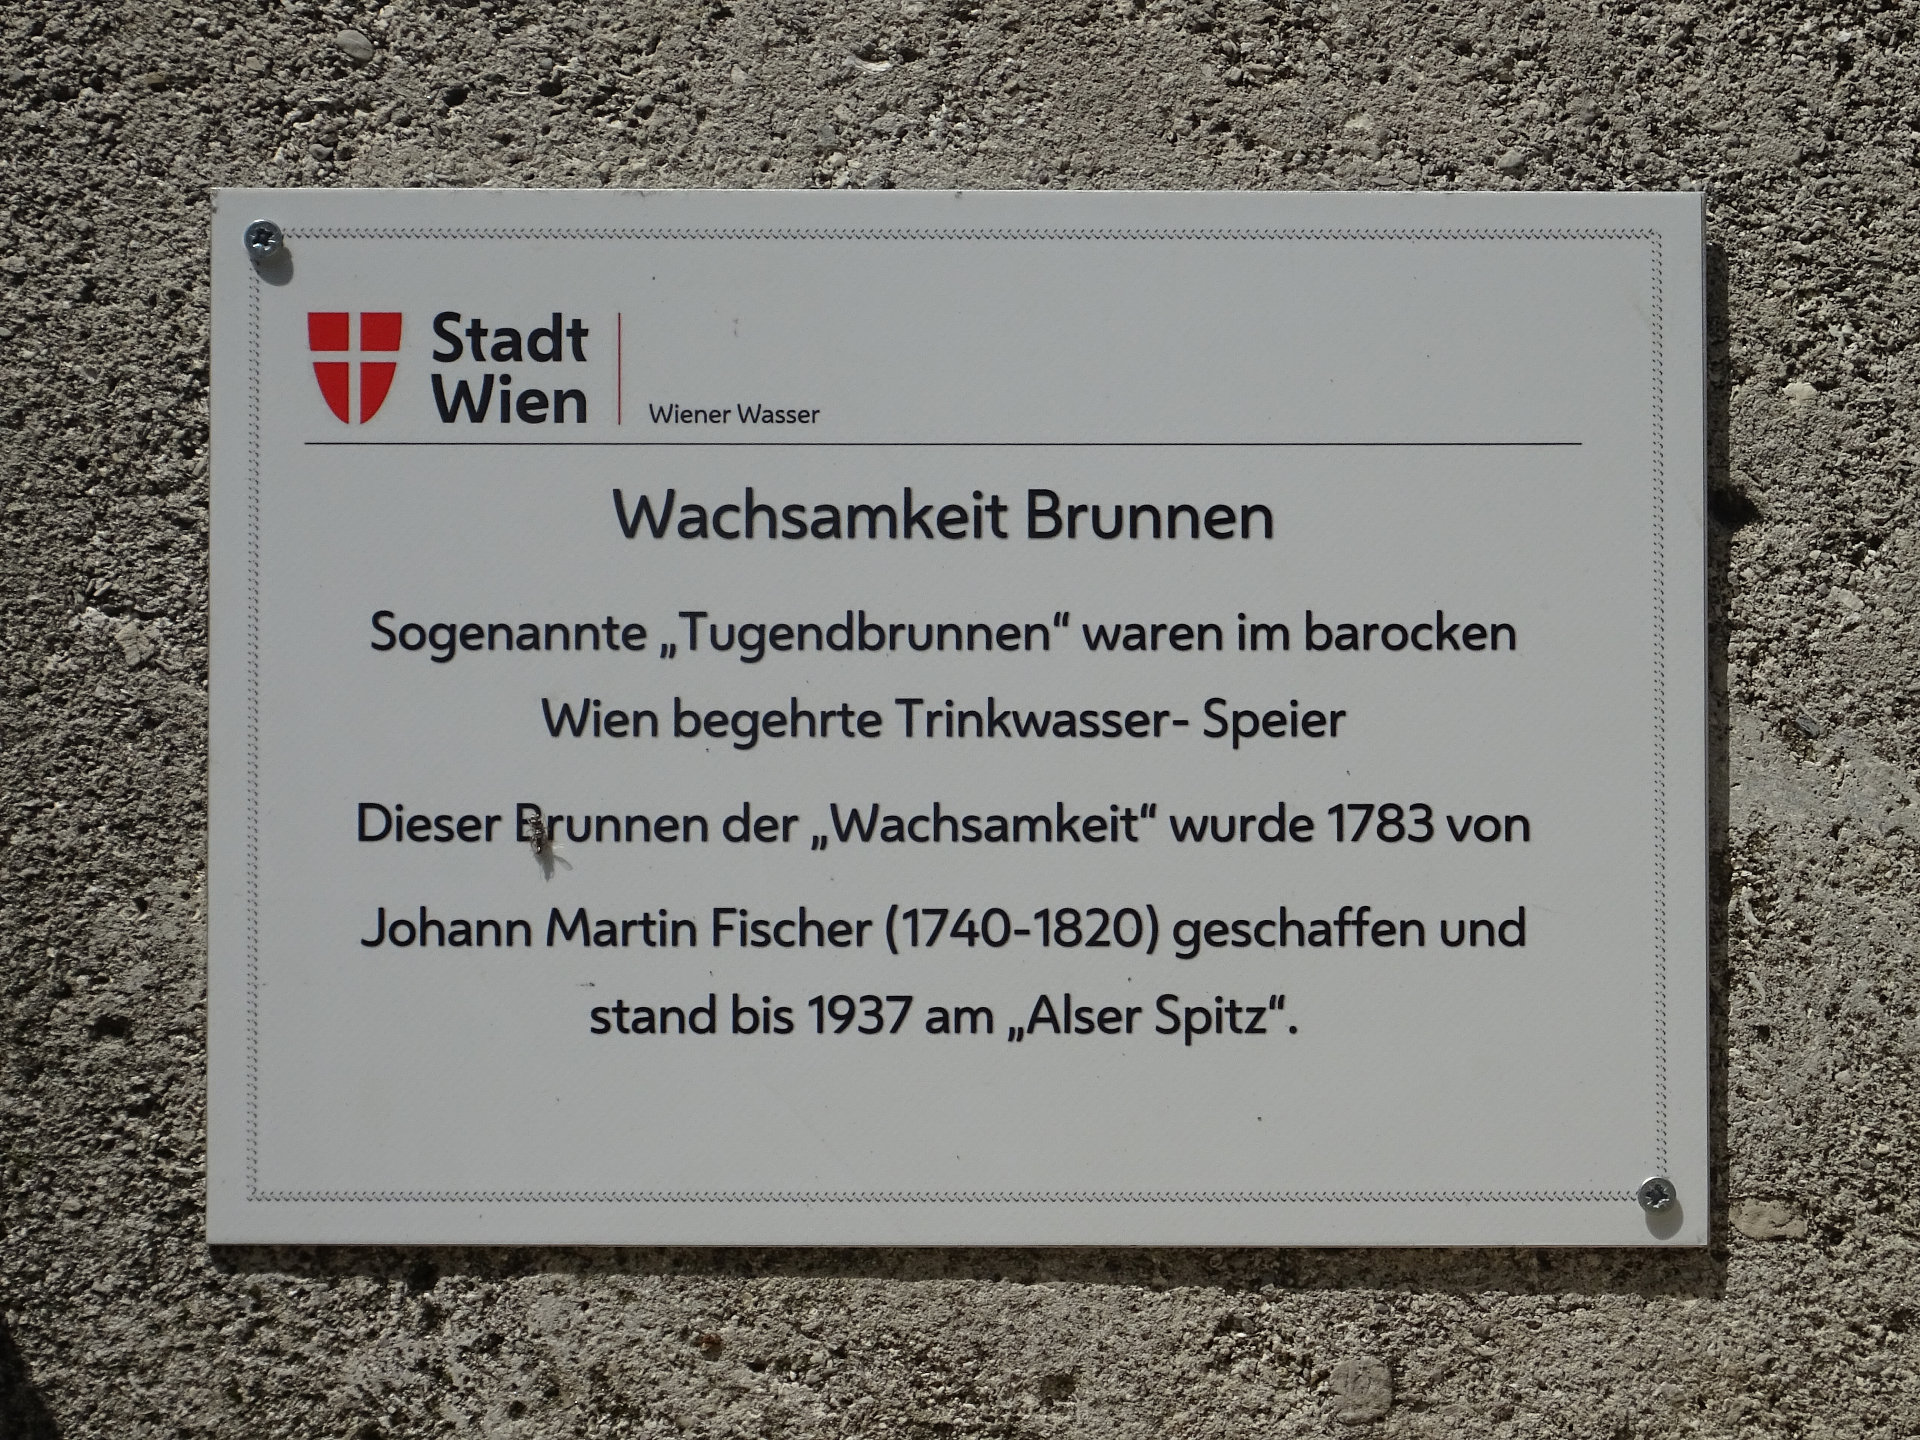 Stadt
Wien
Wiener Wasser
Wachsamkeit Brunnen
Sogenannte „Tugendbrunnen“ waren im barocken
Wien begehrte Trinkwasser- Speier
Dieser Brunnen der „Wachsamkeit“ wurde 1783 von
Johann Martin Fischer (1740-1820) geschaffen und
stand bis 1937 am „Alser Spitz“.